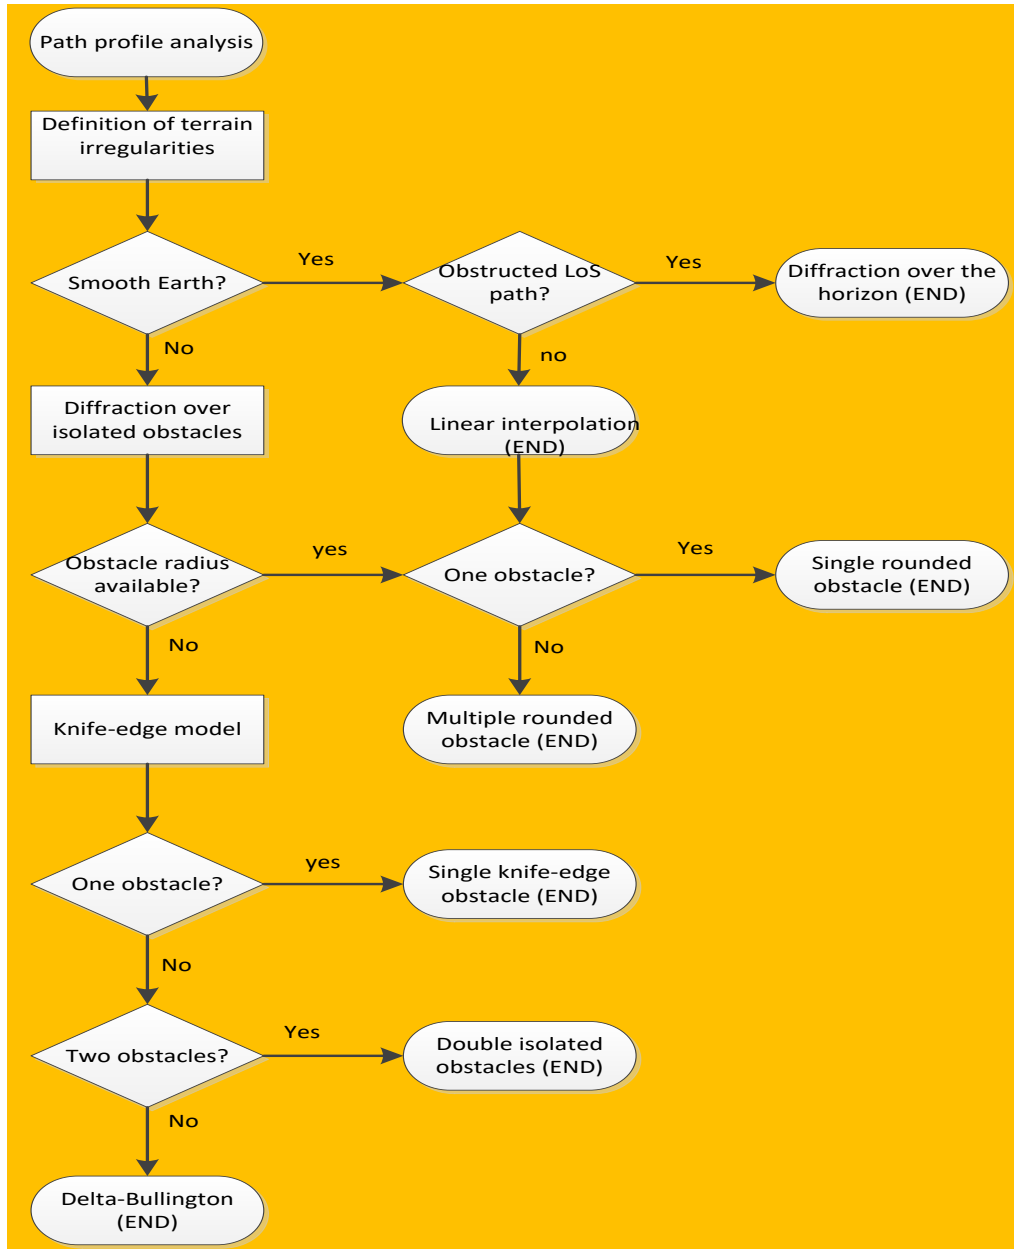 Path profile analysis
Definition of terrain
irregularities
Smooth Earth?
Yes
Obstructed LoS
path?
Yes
Diffraction over the
horizon (END)
No
no
Diffraction over
isolated obstacles
Linear interpolation
(END)
Obstacle radius
available?
yes
One obstacle?
Yes
Single rounded
obstacle (END)
No
No
Knife-edge model
Multiple rounded
obstacle (END)
One obstacle?
yes
Single knife-edge
obstacle (END)
No
Two obstacles?
Yes
Double isolated
obstacles (END)
No
Delta-Bullington
(END)